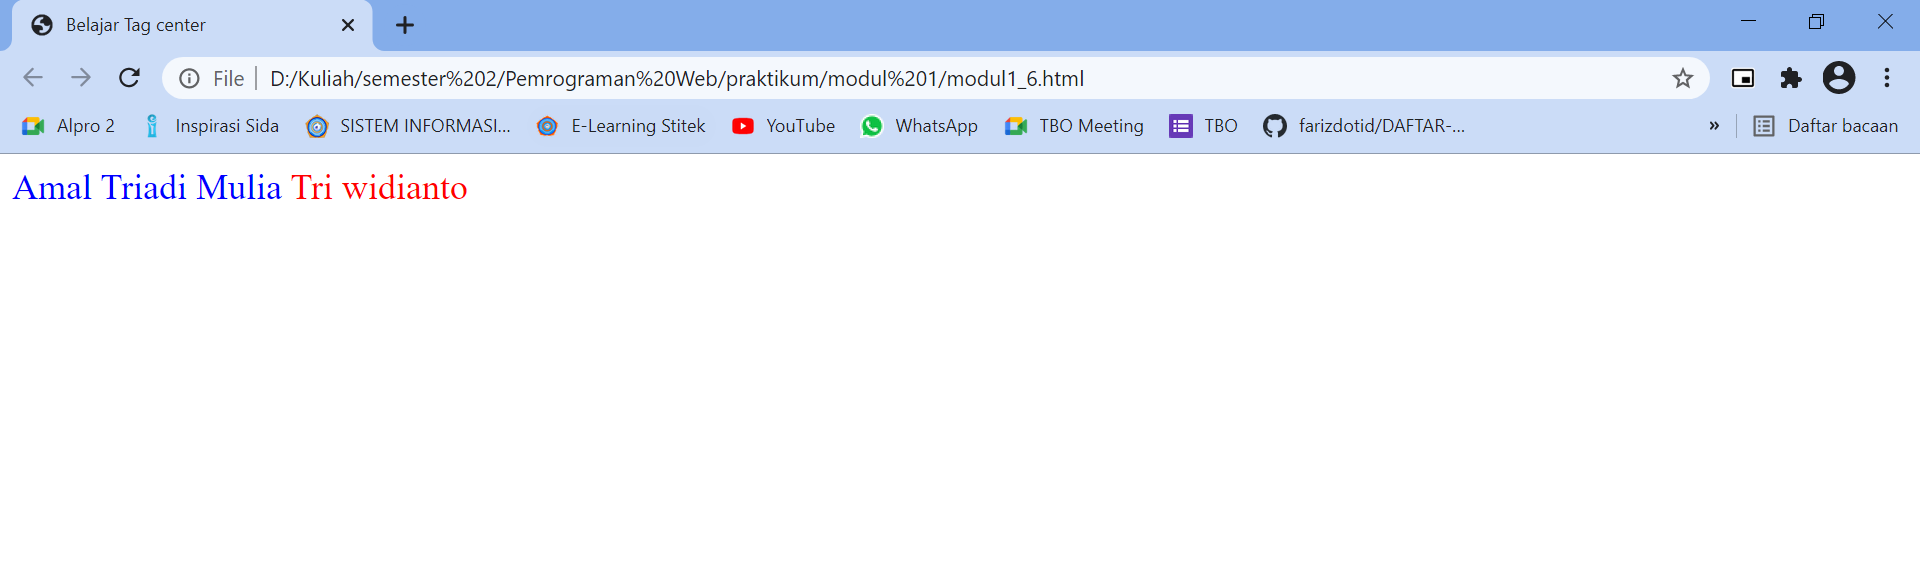 Belajar Tag center
File D:/Kuliah/semester%202/Pemrograman%20Web/praktikum/modul%201/modul1_6.html
Alpro 2 Inspirasi Sida SISTEM INFORMASI... E-Learning Stitek YouTube WhatsApp TBO Meeting TBO farizdotid/DAFTAR-... » Daftar bacaan
Amal Triadi Mulia Tri widianto